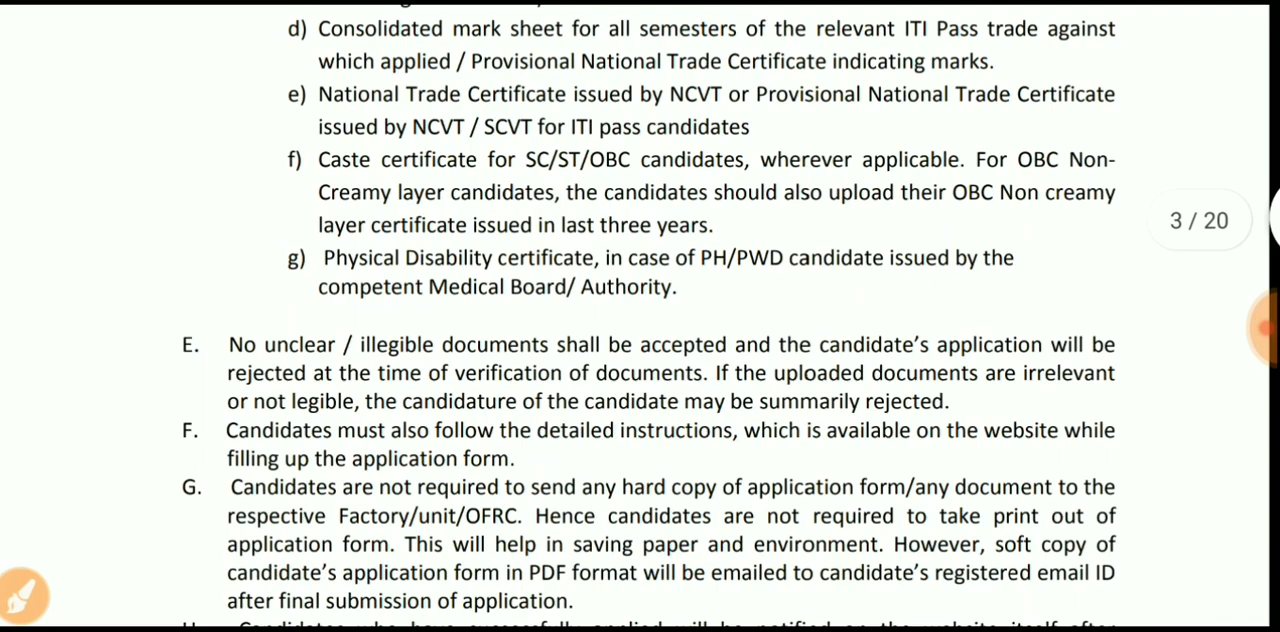 d) Consolidated mark sheet for all semesters of the relevant ITI Pass trade against
which applied / Provisional National Trade Certificate indicating marks.
e) National Trade Certificate issued by NCVT or Provisional National Trade Certificate
issued by NCVT / SCVT for ITI pass candidates
f) Caste certificate for SC/ST/OBC candidates, wherever applicable. For OBC Non-
Creamy layer candidates, the candidates should also upload their OBC Non creamy
layer certificate issued in last three years.
3 / 20
g) Physical Disability certificate, in case of PH/PWD candidate issued by the
competent Medical Board/ Authority.
E. No unclear / illegible documents shall be accepted and the candidate’s application will be
rejected at the time of verification of documents. If the uploaded documents are irrelevant
or not legible, the candidature of the candidate may be summarily rejected.
F. Candidates must also follow the detailed instructions, which is available on the website while
filling up the application form.
G. Candidates are not required to send any hard copy of application form/any document to the
respective Factory/unit/OFRC. Hence candidates are not required to take print out of
application form. This will help in saving paper and environment. However, soft copy of
candidate’s application form in PDF format will be emailed to candidate’s registered email ID
after final submission of application.